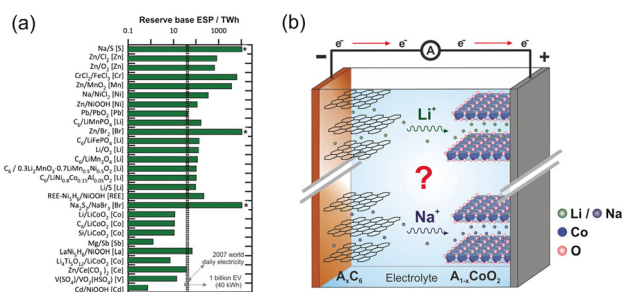 (a)
Reserve base ESP / TWh
0.1 10 1000
Na/S [S]
Zn/Cl₂ [Zn]
Zn/O₂ [Zn]
CrCl₂/FeCl₃ [Cr]
Zn/MnO₂ [Mn]
Na/NiCl₂ [Ni]
Zn/NiOOH [Ni]
Pb/PbO₂ [Pb]
C₆/LiMnPO₄ [Li]
Zn/Br₂ [Br]
C₆/LiFePO₄ [Li]
Li/O₂ [Li]
C₆/LiMn₂O₄ [Li]
C₆ / 0.3Li₂MnO₃·0.7LiMn₀.₅Ni₀.₅O₂ [Li]
C₆/LiNi₀.₈Co₀.₁₅Al₀.₀₅O₂ [Li]
Li/S [Li]
REE-Ni₅H₆/NiOOH [REE]
Na₂S₂/NaBr₃ [Br]
Li/LiCoO₂ [Co]
C₆/LiCoO₂ [Co]
Si/LiCoO₂ [Co]
Mg/Sb [Sb]
LaNi₅H₆/NiOOH [La]
Li₄Ti₅O₁₂/LiCoO₂ [Co]
Zn/Ce(CO₃)₂ [Ce]
V(SO₄)/VO₂(HSO₄) [V]
Cd/NiOOH [Cd]
2007 world
daily electricity
1 billion EV
(40 kWh)
(b)
e⁻ e⁻ A e⁻ e⁻
− +
Li⁺
?
Na⁺
AₓC₆ Electrolyte A₁₋ₓCoO₂
Li / Na
Co
O